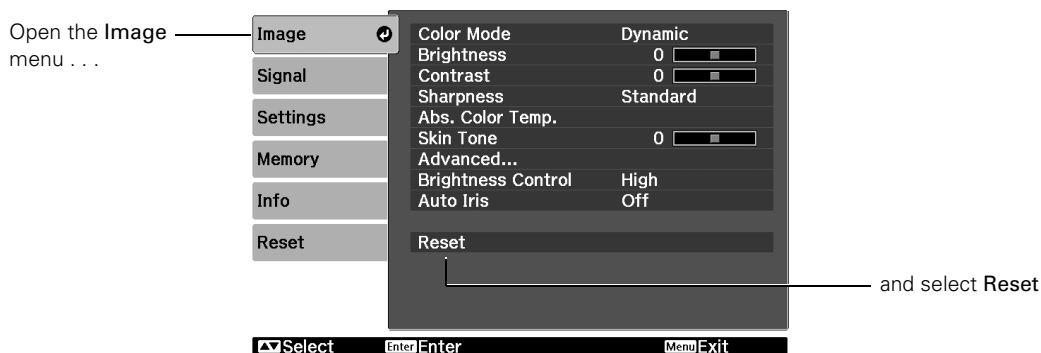 Open the Image
menu . . .
Image
Signal
Settings
Memory
Info
Reset
Color Mode Dynamic
Brightness 0
Contrast 0
Sharpness Standard
Abs. Color Temp.
Skin Tone 0
Advanced...
Brightness Control High
Auto Iris Off
Reset
and select Reset
Select Enter Enter Menu Exit